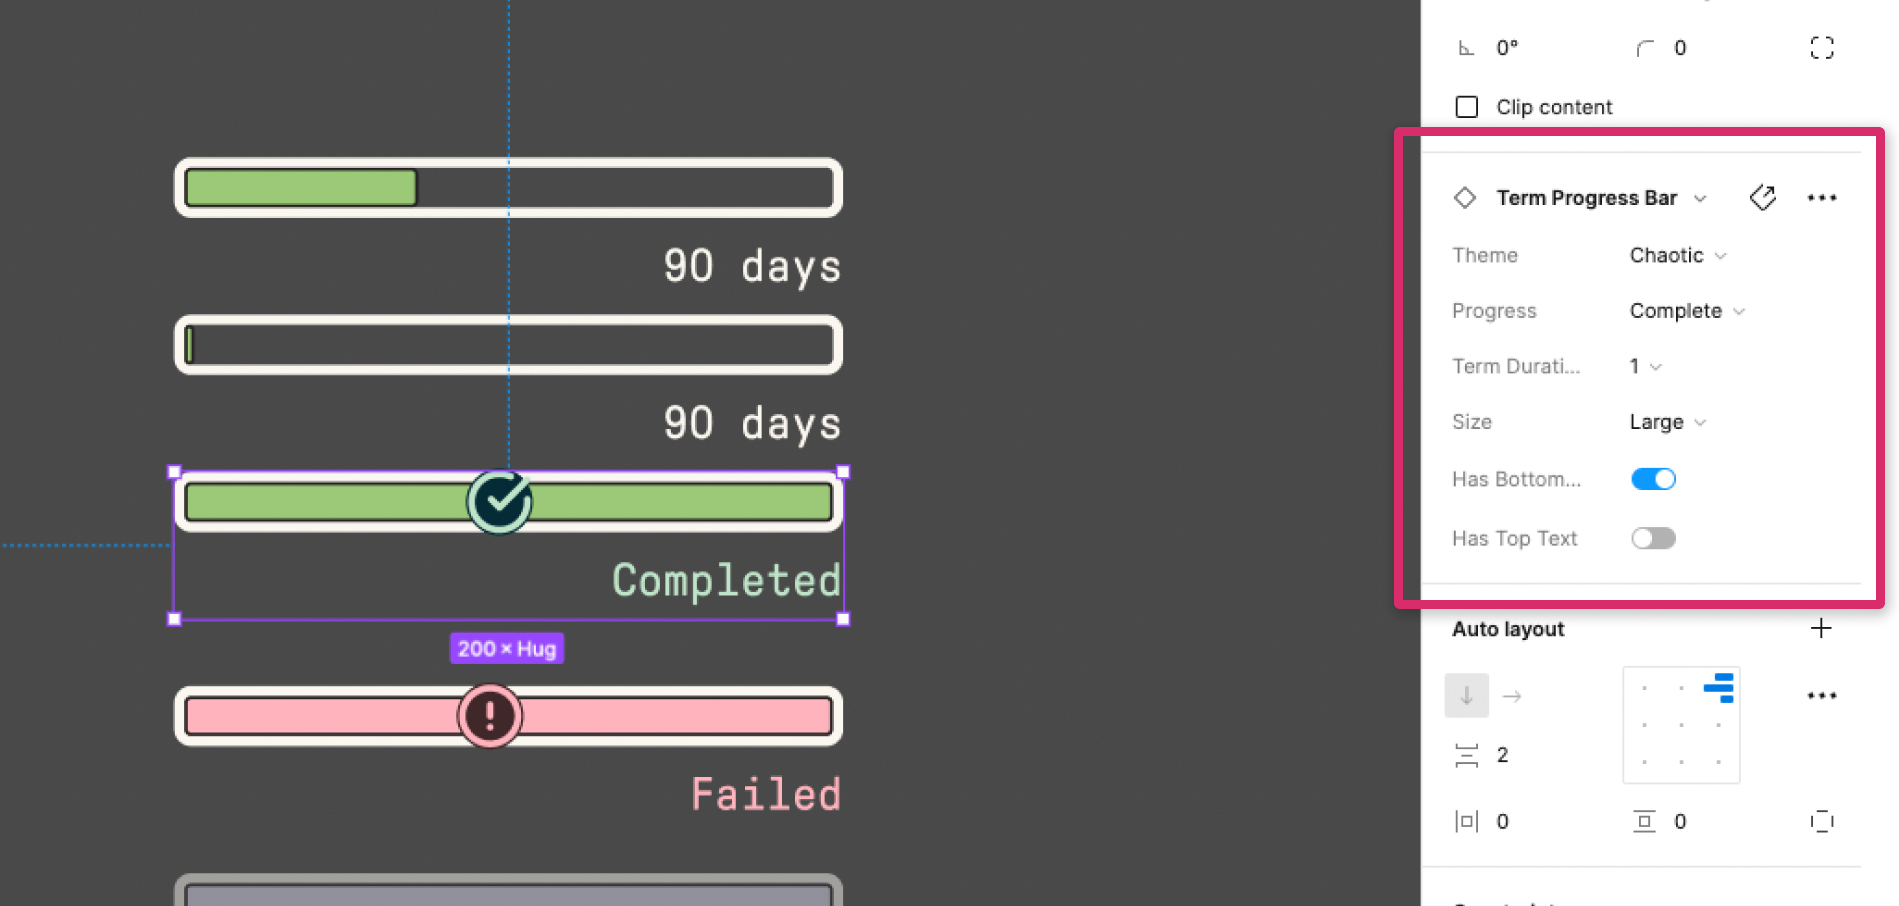 90 days
90 days
Completed
200 × Hug
Failed
0°
0
Clip content
Term Progress Bar
Theme
Chaotic
Progress
Complete
Term Durati...
1
Size
Large
Has Bottom...
Has Top Text
Auto layout
2
0
0